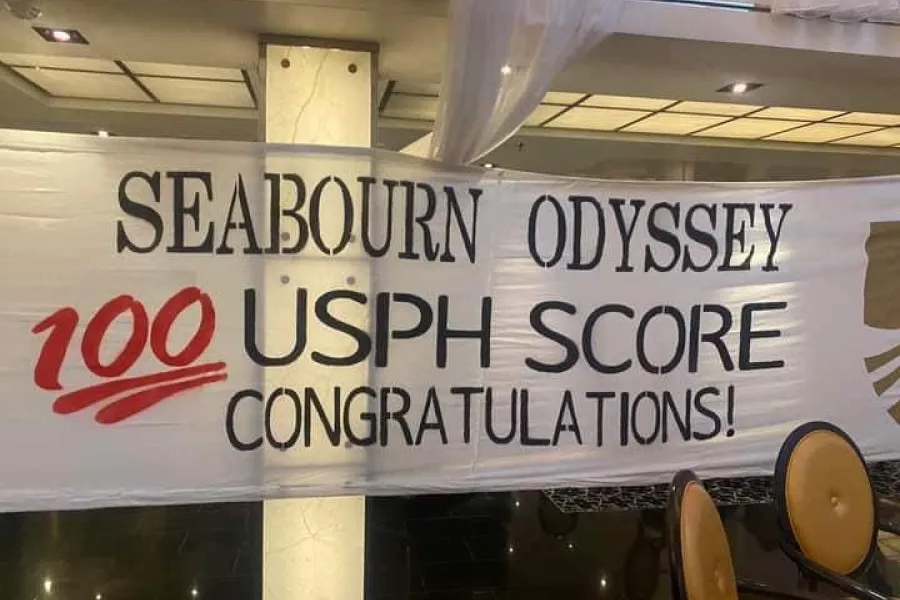 SEABOURN ODYSSEY
100 USPH SCORE
CONGRATULATIONS!